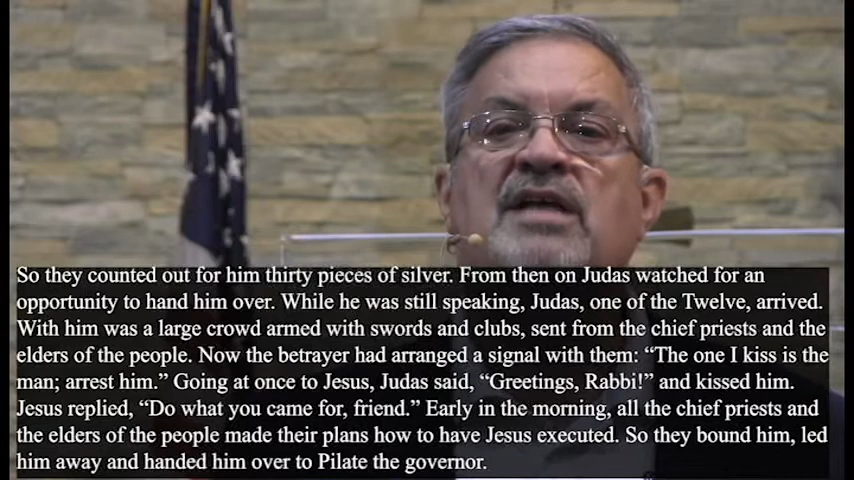 So they counted out for him thirty pieces of silver. From then on Judas watched for an
opportunity to hand him over. While he was still speaking, Judas, one of the Twelve, arrived.
With him was a large crowd armed with swords and clubs, sent from the chief priests and the
elders of the people. Now the betrayer had arranged a signal with them: “The one I kiss is the
man; arrest him.” Going at once to Jesus, Judas said, “Greetings, Rabbi!” and kissed him.
Jesus replied, “Do what you came for, friend.” Early in the morning, all the chief priests and
the elders of the people made their plans how to have Jesus executed. So they bound him, led
him away and handed him over to Pilate the governor.